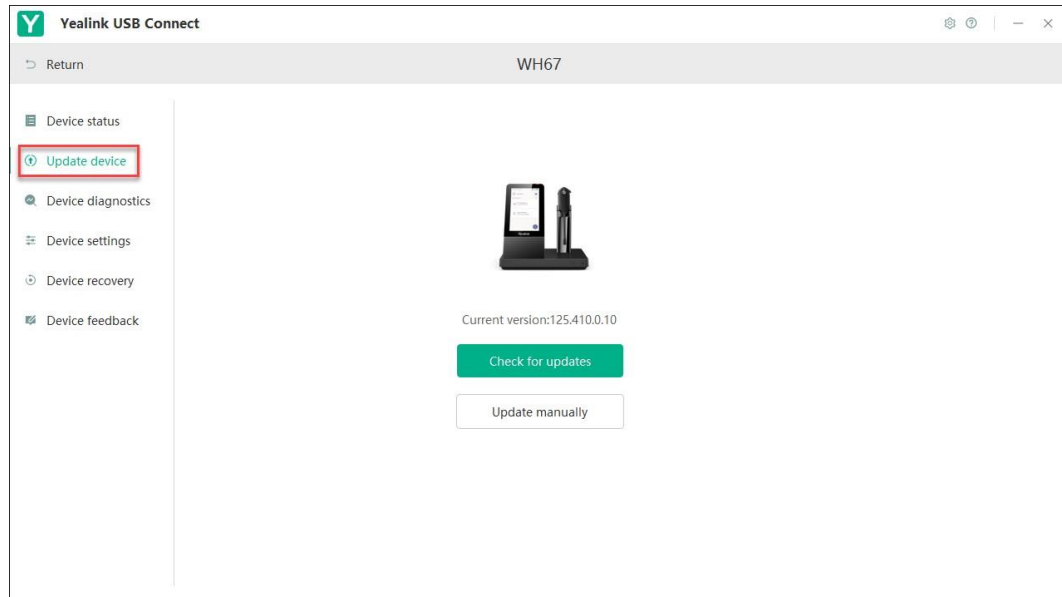 Y Yealink USB Connect
Return
WH67
Device status
Update device
Device diagnostics
Device settings
Device recovery
Device feedback
Current version:125.410.0.10
Check for updates
Update manually